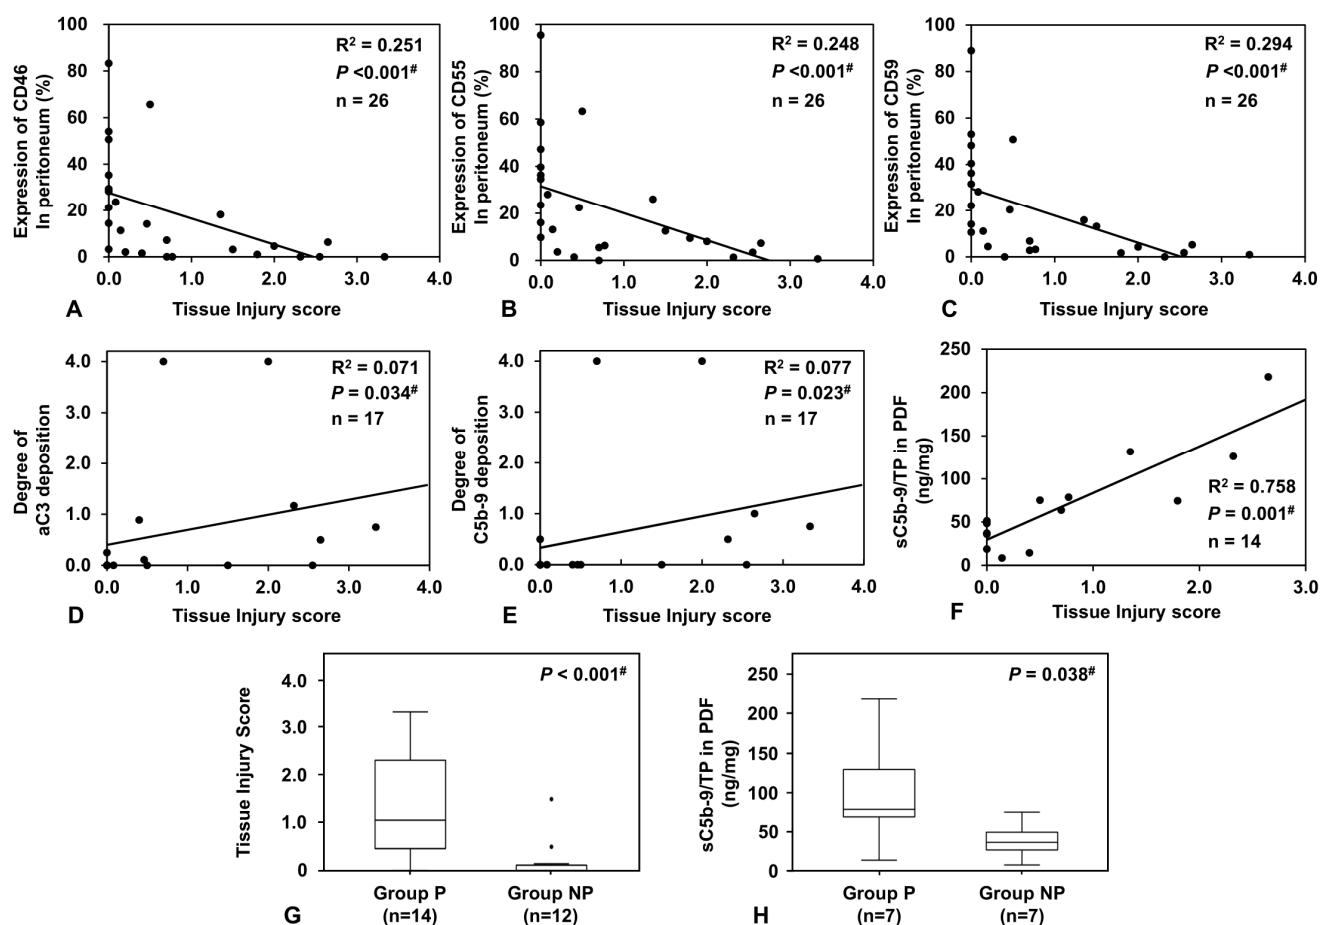 100
80
60
40
20
0
Expression of CD46
In peritoneum (%)
R² = 0.251
P <0.001#
n = 26
0.0 1.0 2.0 3.0 4.0
A
Tissue Injury score
100
80
60
40
20
0
Expression of CD55
In peritoneum (%)
R² = 0.248
P <0.001#
n = 26
0.0 1.0 2.0 3.0 4.0
B
Tissue Injury score
100
80
60
40
20
0
Expression of CD59
In peritoneum (%)
R² = 0.294
P <0.001#
n = 26
0.0 1.0 2.0 3.0 4.0
C
Tissue Injury score
4.0
3.0
2.0
1.0
0.0
Degree of
aC3 deposition
R² = 0.071
P = 0.034#
n = 17
0.0 1.0 2.0 3.0 4.0
D
Tissue Injury score
4.0
3.0
2.0
1.0
0.0
Degree of
C5b-9 deposition
R² = 0.077
P = 0.023#
n = 17
0.0 1.0 2.0 3.0 4.0
E
Tissue Injury score
250
200
150
100
50
0
sC5b-9/TP in PDF
(ng/mg)
R² = 0.758
P = 0.001#
n = 14
0.0 1.0 2.0 3.0
F
Tissue Injury score
4.0
3.0
2.0
1.0
0
Tissue Injury Score
P < 0.001#
Group P Group NP
(n=14) (n=12)
G
250
200
150
100
50
0
sC5b-9/TP in PDF
(ng/mg)
P = 0.038#
Group P Group NP
(n=7) (n=7)
H